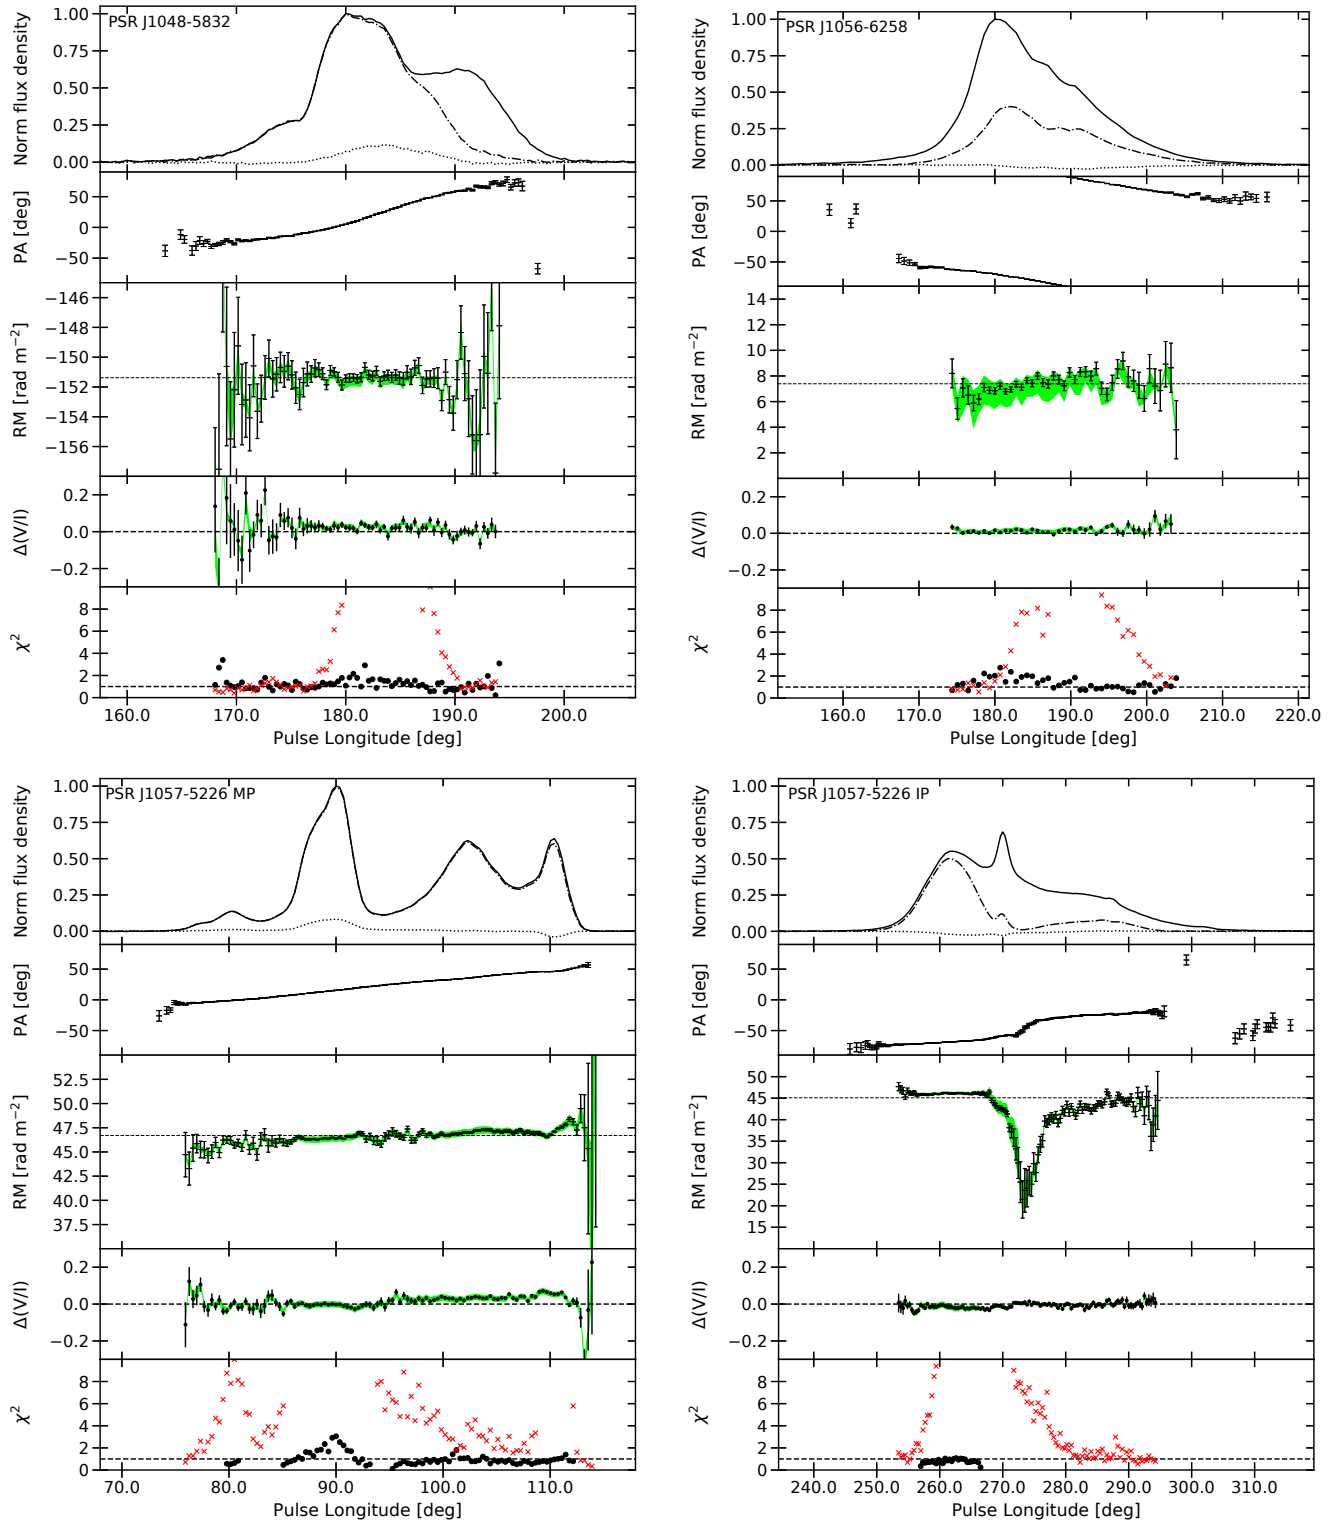 PSR J1048-5832
Norm flux density
1.00
0.75
0.50
0.25
0.00
PA [deg]
50
0
−50
RM [rad m⁻²]
−146
−148
−150
−152
−154
−156
Δ(V/I)
0.2
0.0
−0.2
χ²
8
6
4
2
0
160.0 170.0 180.0 190.0 200.0
Pulse Longitude [deg]
PSR J1056-6258
Norm flux density
1.00
0.75
0.50
0.25
0.00
PA [deg]
50
0
−50
RM [rad m⁻²]
14
12
10
8
6
4
2
Δ(V/I)
0.2
0.0
−0.2
χ²
8
6
4
2
0
160.0 170.0 180.0 190.0 200.0 210.0 220.0
Pulse Longitude [deg]
PSR J1057-5226 MP
Norm flux density
1.00
0.75
0.50
0.25
0.00
PA [deg]
50
0
−50
RM [rad m⁻²]
52.5
50.0
47.5
45.0
42.5
40.0
37.5
Δ(V/I)
0.2
0.0
−0.2
χ²
8
6
4
2
0
70.0 80.0 90.0 100.0 110.0
Pulse Longitude [deg]
PSR J1057-5226 IP
Norm flux density
1.00
0.75
0.50
0.25
0.00
PA [deg]
50
0
−50
RM [rad m⁻²]
50
45
40
35
30
25
20
15
Δ(V/I)
0.2
0.0
−0.2
χ²
8
6
4
2
0
240.0 250.0 260.0 270.0 280.0 290.0 300.0 310.0
Pulse Longitude [deg]